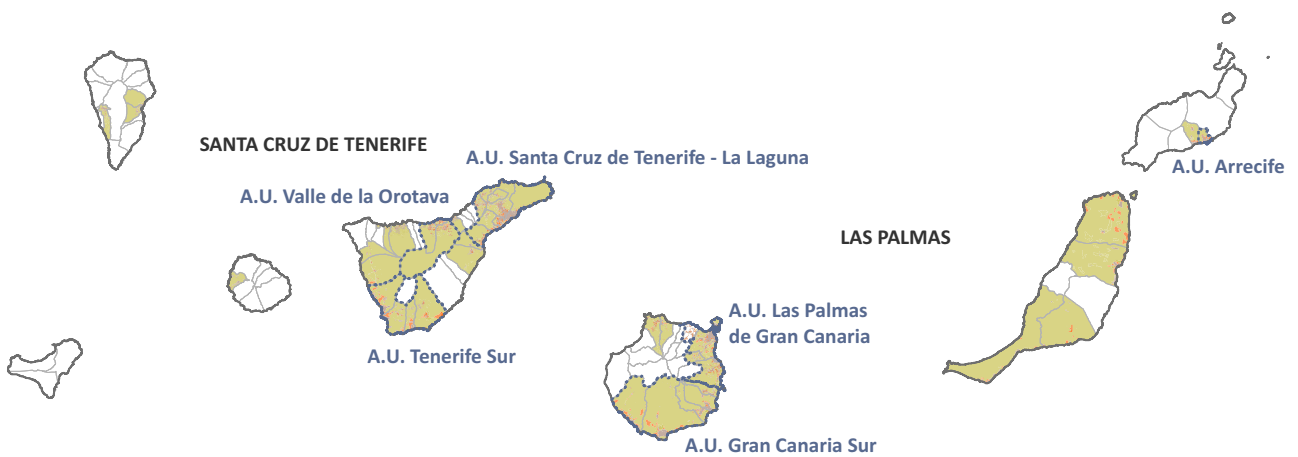 SANTA CRUZ DE TENERIFE
A.U. Santa Cruz de Tenerife - La Laguna
A.U. Arrecife
A.U. Valle de la Orotava
LAS PALMAS
A.U. Las Palmas
de Gran Canaria
A.U. Tenerife Sur
A.U. Gran Canaria Sur